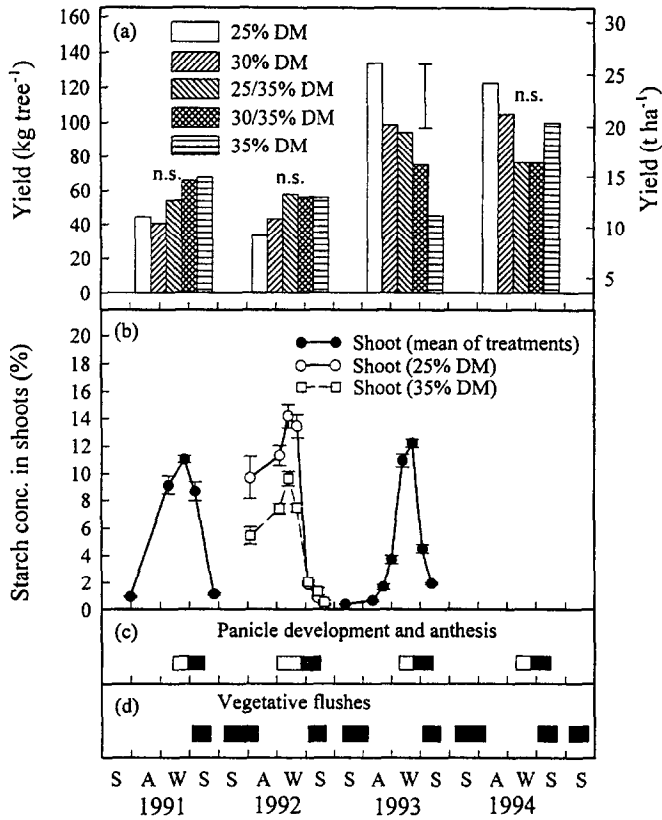 (a)
25% DM
30% DM
25/35% DM
30/35% DM
35% DM
n.s.
n.s.
n.s.
Yield (kg tree⁻¹)
160
140
120
100
80
60
40
20
0
Yield (t ha⁻¹)
30
25
20
15
10
5
(b)
Shoot (mean of treatments)
Shoot (25% DM)
Shoot (35% DM)
Starch conc. in shoots (%)
20
18
16
14
12
10
8
6
4
2
0
(c) Panicle development and anthesis
(d) Vegetative flushes
S A W S S A W S S A W S S A W S S
1991 1992 1993 1994